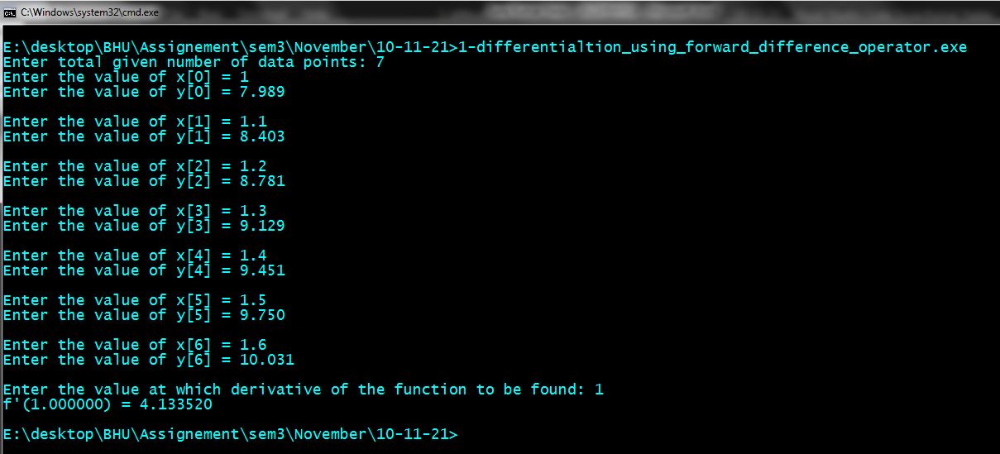 C:\Windows\system32\cmd.exe
E:\desktop\BHU\Assignement\sem3\November\10-11-21>1-differentialtion_using_forward_difference_operator.exe
Enter total given number of data points: 7
Enter the value of x[0] = 1
Enter the value of y[0] = 7.989
Enter the value of x[1] = 1.1
Enter the value of y[1] = 8.403
Enter the value of x[2] = 1.2
Enter the value of y[2] = 8.781
Enter the value of x[3] = 1.3
Enter the value of y[3] = 9.129
Enter the value of x[4] = 1.4
Enter the value of y[4] = 9.451
Enter the value of x[5] = 1.5
Enter the value of y[5] = 9.750
Enter the value of x[6] = 1.6
Enter the value of y[6] = 10.031
Enter the value at which derivative of the function to be found: 1
f'(1.000000) = 4.133520
E:\desktop\BHU\Assignement\sem3\November\10-11-21>